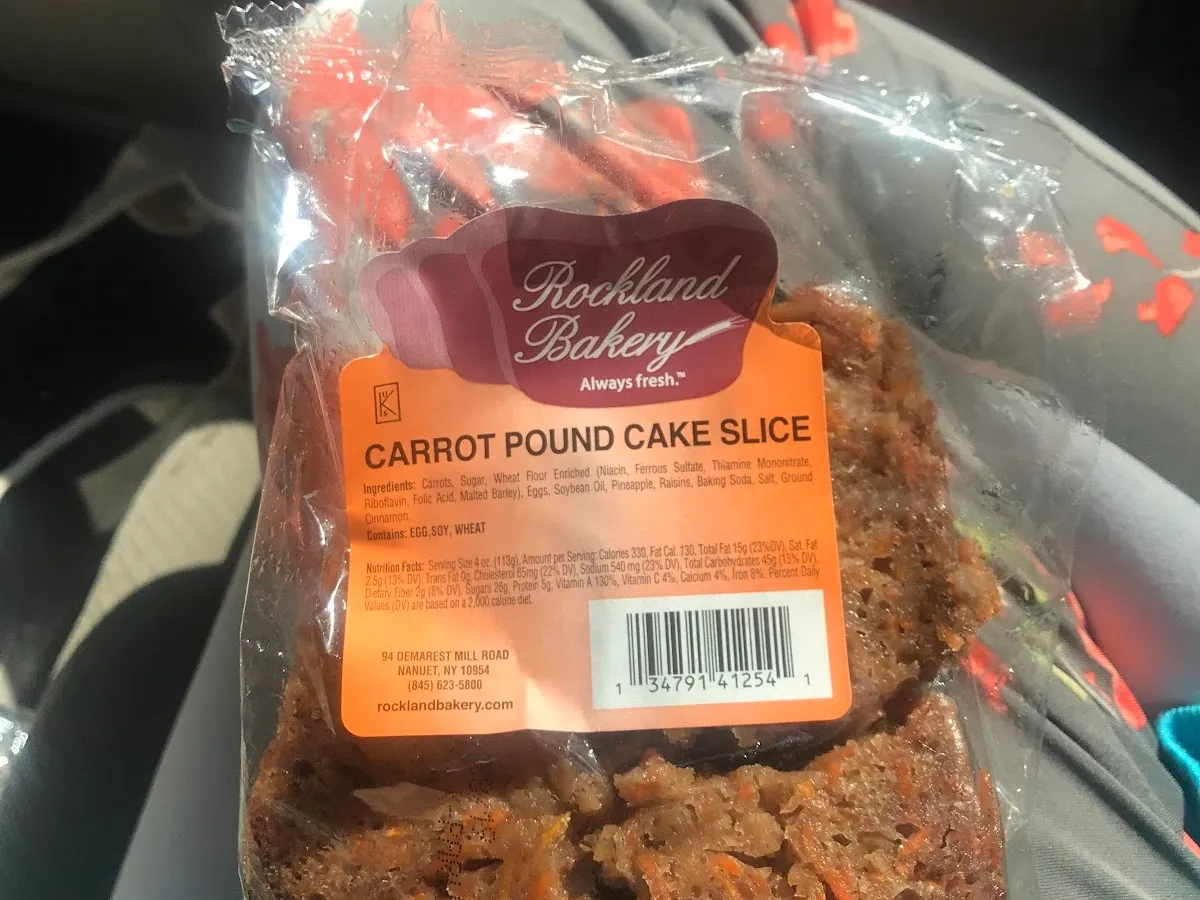 Rockland
Bakery
Always fresh.™
UKS
CARROT POUND CAKE SLICE
Ingredients: Carrots, Sugar, Wheat Flour Enriched (Niacin, Ferrous Sulfate, Thiamine Mononitrate,
Riboflavin, Folic Acid, Malted Barley), Eggs, Soybean Oil, Pineapple, Raisins, Baking Soda, Salt, Ground
Cinnamon.
Contains: EGG,SOY, WHEAT
Nutrition Facts: Serving Size 4 oz. (113g), Amount per Serving: Calories 330, Fat Cal. 130, Total Fat 15g (23%DV), Sat. Fat
2.5g (13% DV), Trans Fat 0g, Cholesterol 65mg (22% DV), Sodium 540 mg (23% DV), Total Carbohydrates 45g (15% DV),
Dietary Fiber 2g (8% DV), Sugars 28g, Protein 5g, Vitamin A 130%, Vitamin C 4%, Calcium 4%, Iron 8%. Percent Daily
Values (DV) are based on a 2,000 calorie diet.
94 DEMAREST MILL ROAD
NANUET, NY 10954
(845) 623-5800
rocklandbakery.com
1 34791 41254 1